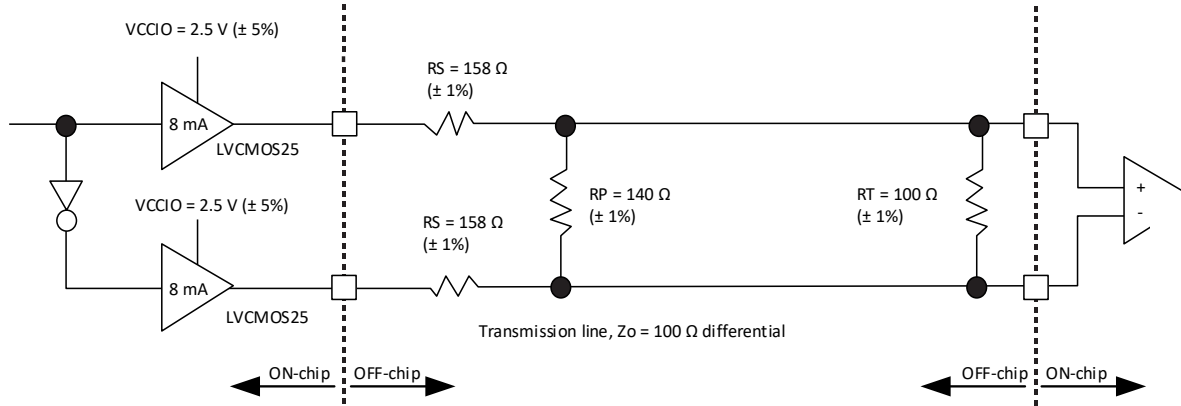 VCCIO = 2.5 V (± 5%)
8 mA
LVCMOS25
RS = 158 Ω
(± 1%)
RP = 140 Ω
(± 1%)
RT = 100 Ω
(± 1%)
+
-
VCCIO = 2.5 V (± 5%)
8 mA
LVCMOS25
RS = 158 Ω
(± 1%)
Transmission line, Zo = 100 Ω differential
ON-chip
OFF-chip
OFF-chip
ON-chip